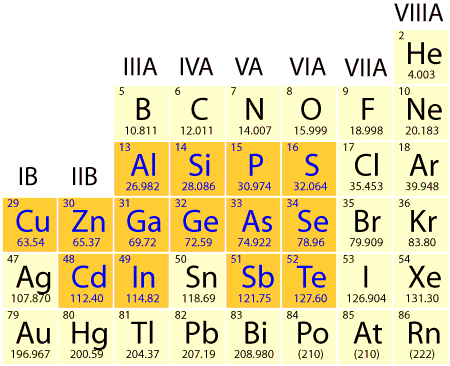 VIIIA
2
He
4.003
IIIA IVA VA VIA VIIA
5 6 7 8 9 10
B C N O F Ne
10.811 12.011 14.007 15.999 18.998 20.183
13 14 15 16 17 18
Al Si P S Cl Ar
26.982 28.086 30.974 32.064 35.453 39.948
IB IIB
29 30 31 32 33 34 35 36
Cu Zn Ga Ge As Se Br Kr
63.54 65.37 69.72 72.59 74.922 78.96 79.909 83.80
47 48 49 50 51 52 53 54
Ag Cd In Sn Sb Te I Xe
107.870 112.40 114.82 118.69 121.75 127.60 126.904 131.30
79 80 81 82 83 84 85 86
Au Hg Tl Pb Bi Po At Rn
196.967 200.59 204.37 207.19 208.980 (210) (210) (222)